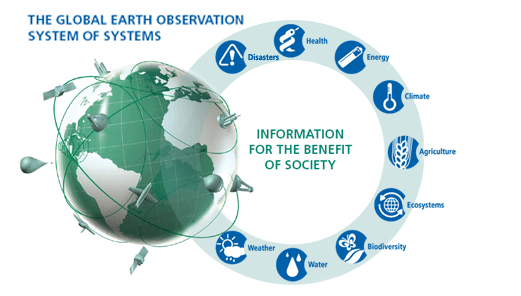 THE GLOBAL EARTH OBSERVATION
SYSTEM OF SYSTEMS
Disasters
Health
Energy
Climate
Agriculture
Ecosystems
Biodiversity
Water
Weather
INFORMATION
FOR THE BENEFIT
OF SOCIETY